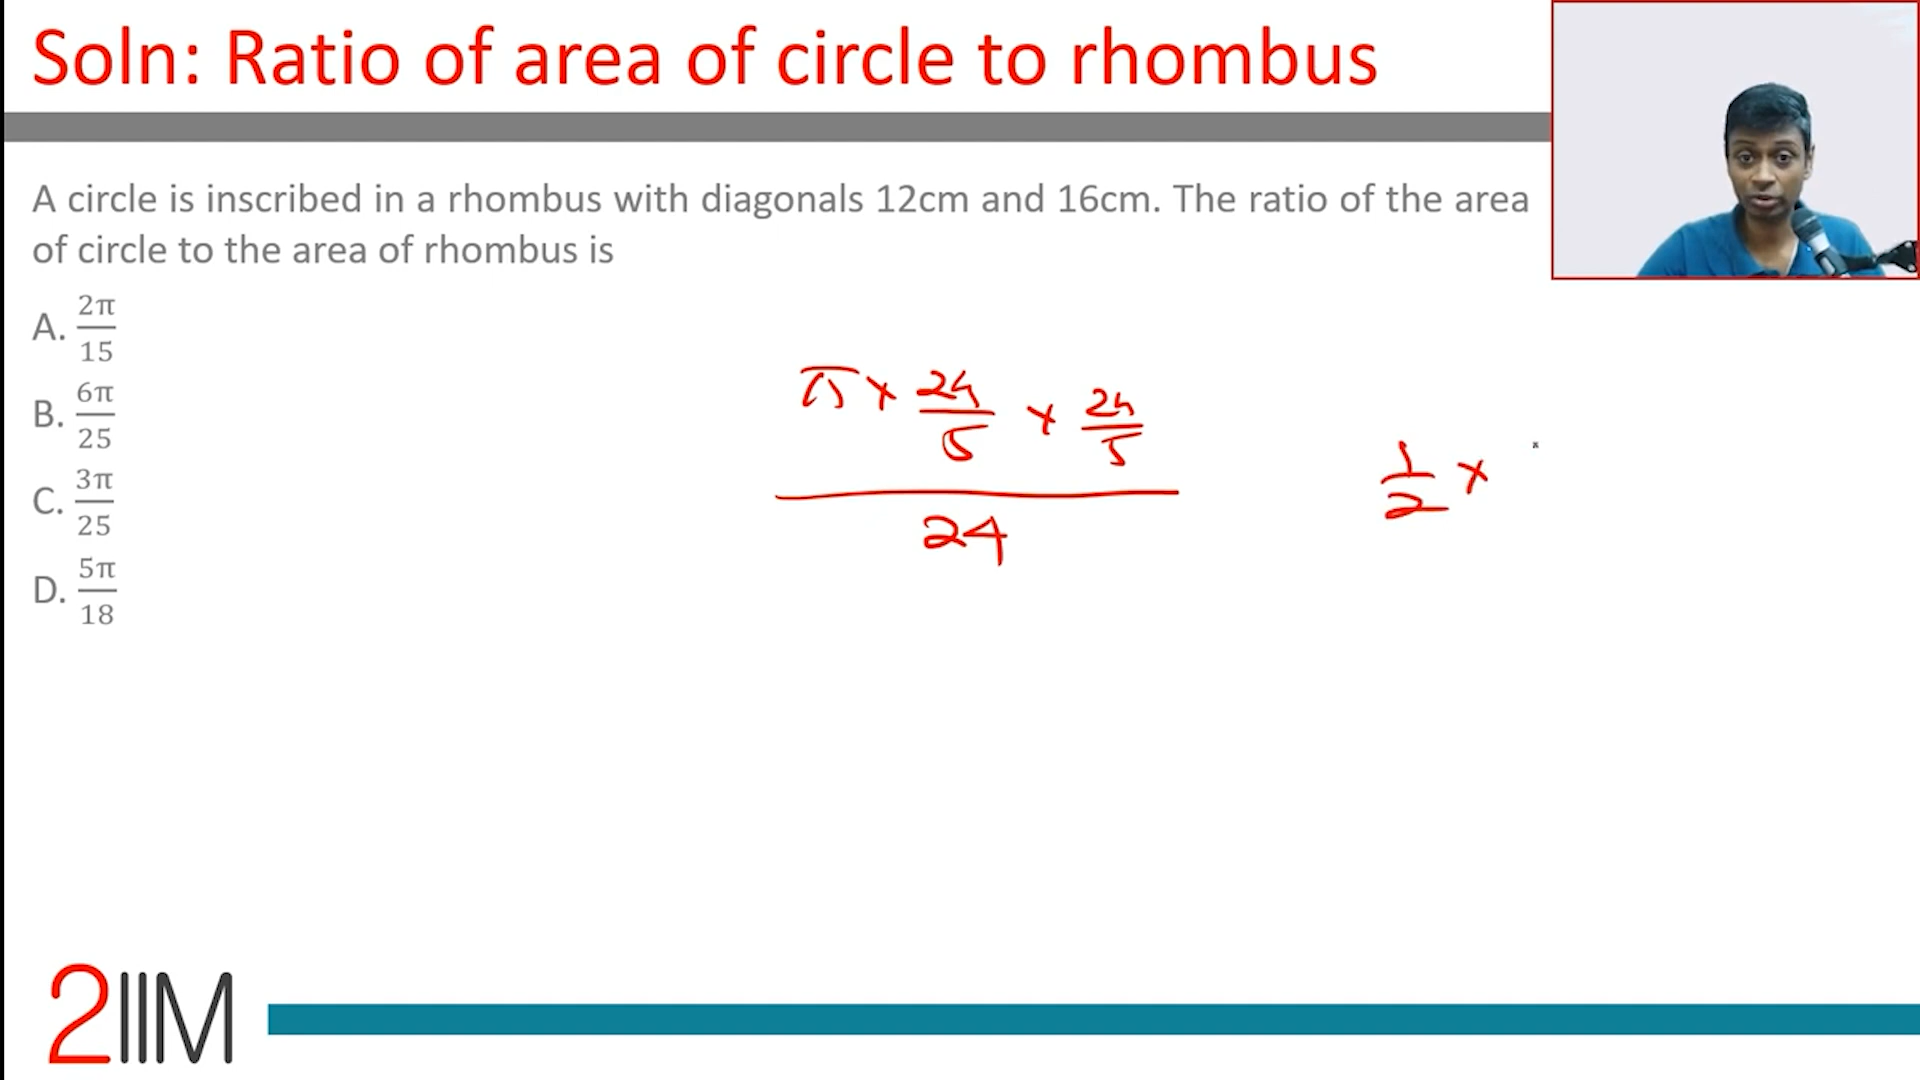 Soln: Ratio of area of circle to rhombus
A circle is inscribed in a rhombus with diagonals 12cm and 16cm. The ratio of the area
of circle to the area of rhombus is
A. 2π/15
B. 6π/25
C. 3π/25
D. 5π/18
π × 24/5 × 24/5
24
1/2 ×
2IIM